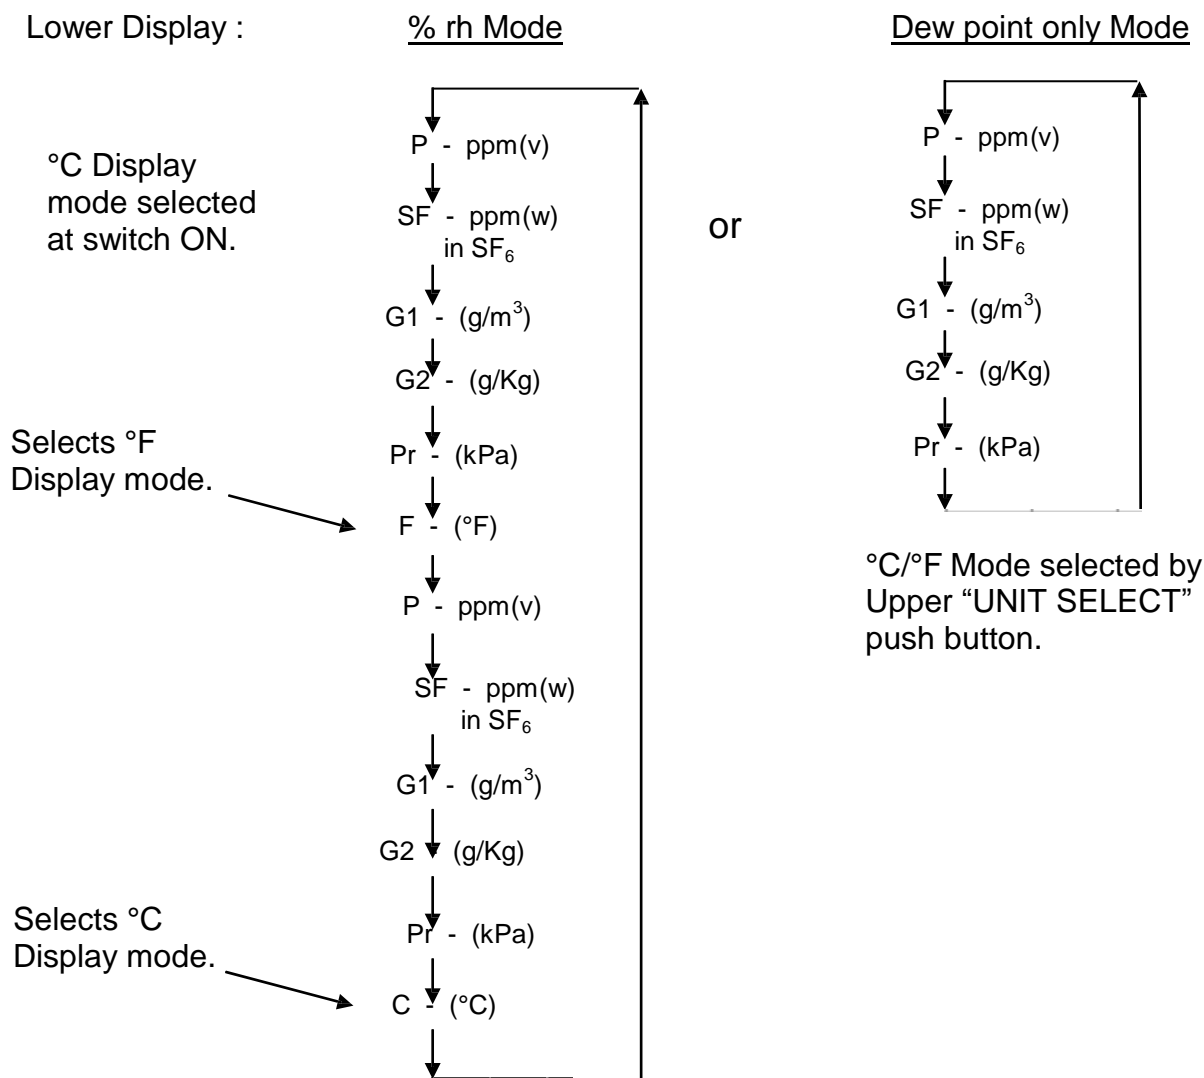 Lower Display :
% rh Mode
Dew point only Mode
°C Display
mode selected
at switch ON.
P - ppm(v)
SF - ppm(w)
in SF₆
G1 - (g/m³)
G2 - (g/Kg)
Pr - (kPa)
Selects °F
Display mode.
F - (°F)
P - ppm(v)
SF - ppm(w)
in SF₆
G1 - (g/m³)
G2 - (g/Kg)
Pr - (kPa)
Selects °C
Display mode.
C - (°C)
or
P - ppm(v)
SF - ppm(w)
in SF₆
G1 - (g/m³)
G2 - (g/Kg)
Pr - (kPa)
°C/°F Mode selected by
Upper “UNIT SELECT”
push button.